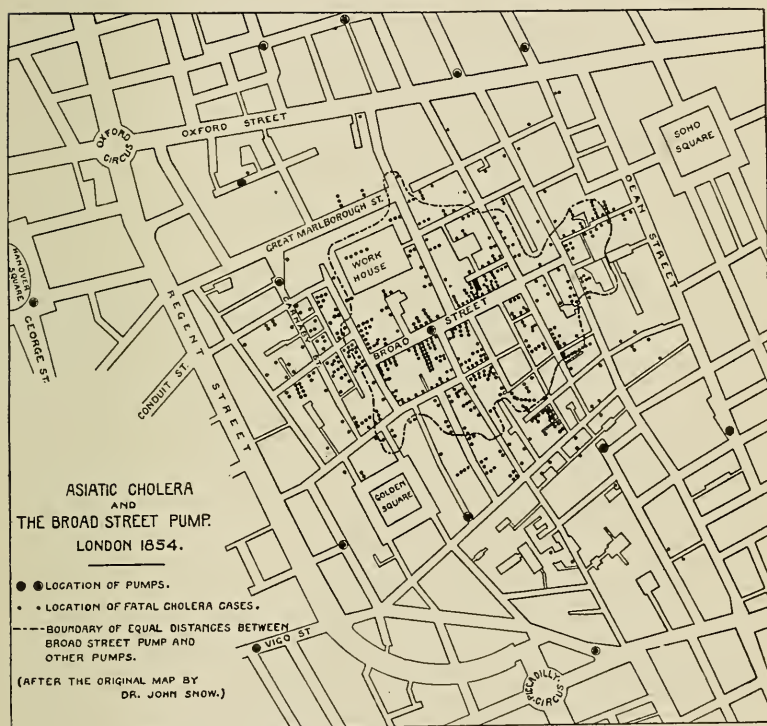 OXFORD STREET
OXFORD
CIRCUS
SOHO
SQUARE
DEAN STREET
GREAT MARLBOROUGH ST.
WORK
HOUSE
HANOVER
SQUARE
GEORGE ST.
REGENT STREET
CONDUIT ST.
CARNABY ST.
BROAD STREET
GOLDEN
SQUARE
ASIATIC CHOLERA
AND
THE BROAD STREET PUMP.
LONDON 1854.
LOCATION OF PUMPS.
LOCATION OF FATAL CHOLERA CASES.
BOUNDARY OF EQUAL DISTANCES BETWEEN
BROAD STREET PUMP AND
OTHER PUMPS.
VIGO ST
(AFTER THE ORIGINAL MAP BY
DR. JOHN SNOW.)
PICADILLY
CIRCUS